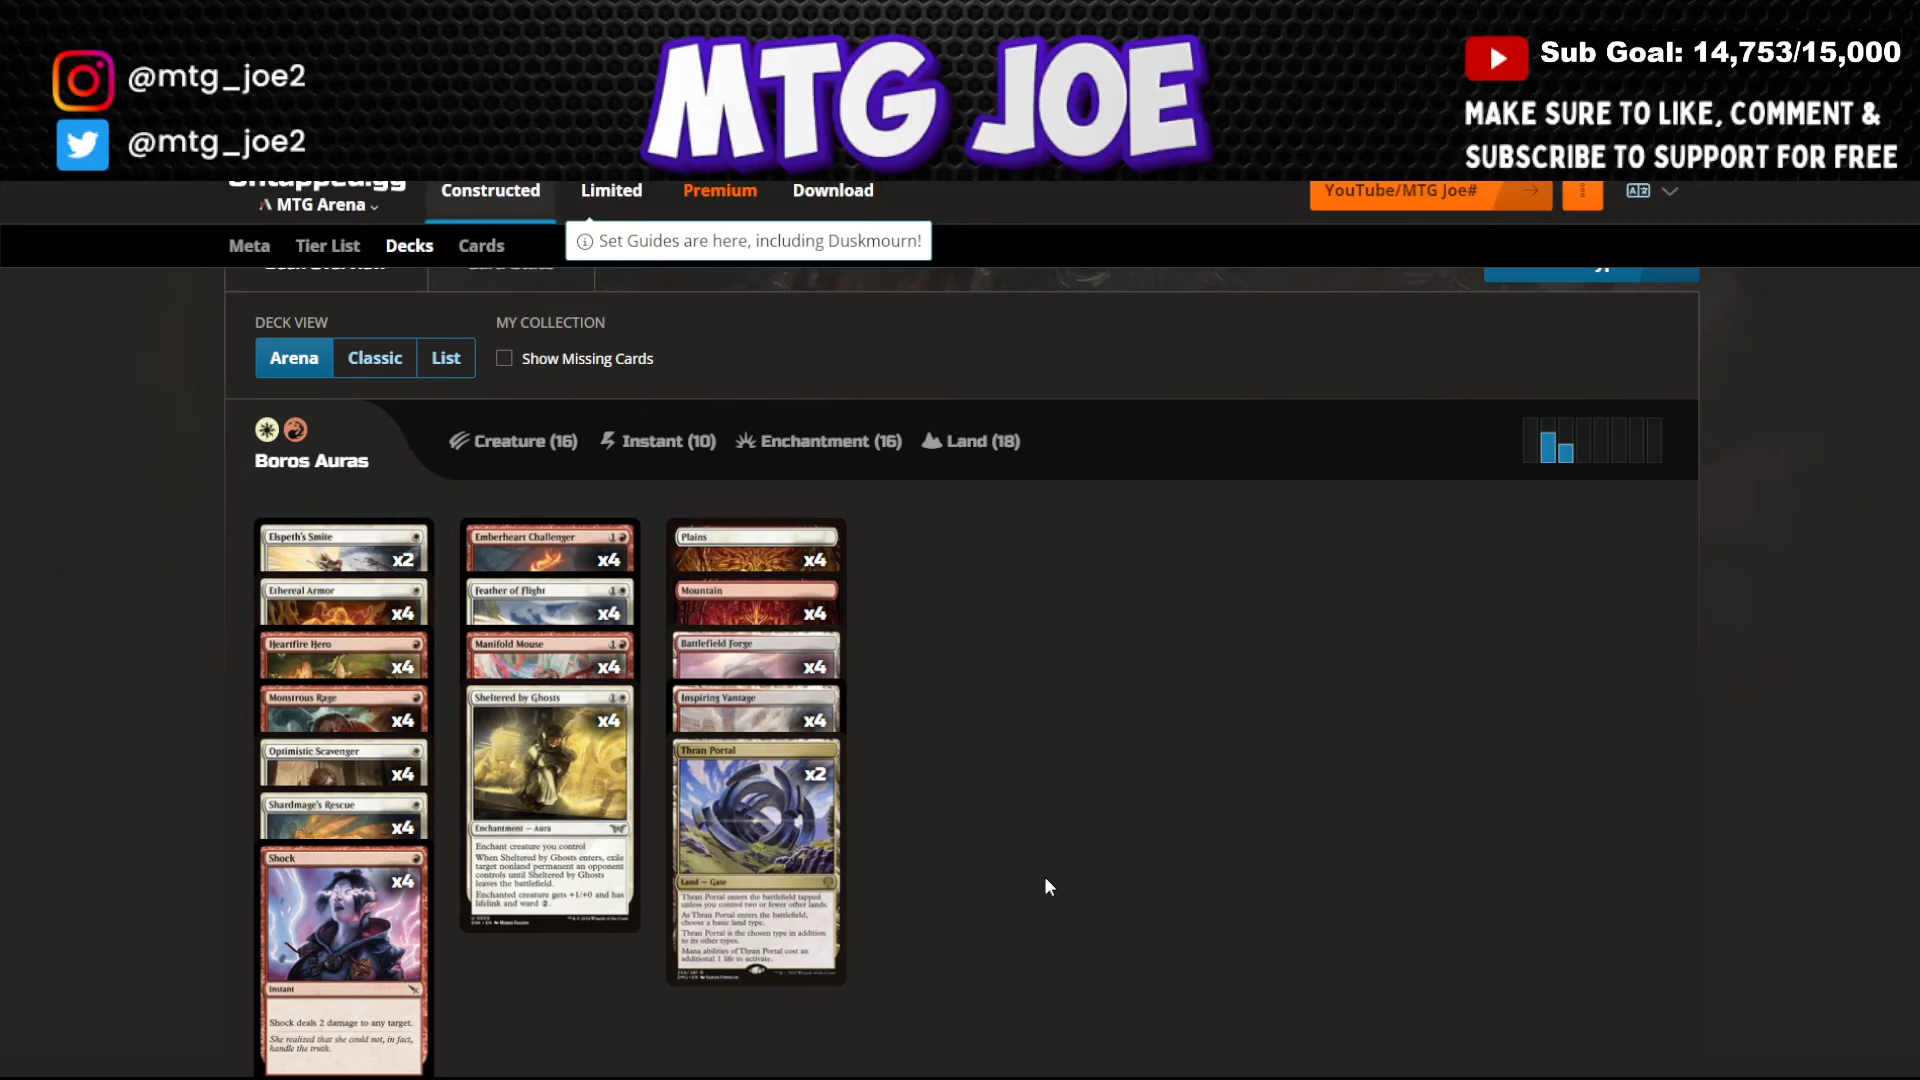 @mtg_joe2
@mtg_joe2
MTG JOE
Sub Goal: 14,753/15,000
MAKE SURE TO LIKE, COMMENT &
SUBSCRIBE TO SUPPORT FOR FREE
Untapped.gg
MTG Arena
Constructed
Limited
Premium
Download
YouTube/MTG Joe#
Meta
Tier List
Decks
Cards
Set Guides are here, including Duskmourn!
DECK VIEW
MY COLLECTION
Arena
Classic
List
Show Missing Cards
Boros Auras
Creature (16)
Instant (10)
Enchantment (16)
Land (18)
Elspeth's Smite
x2
Ethereal Armor
x4
Heartfire Hero
x4
Monstrous Rage
x4
Optimistic Scavenger
x4
Shardmage's Rescue
x4
Shock
x4
Instant
Shock deals 2 damage to any target.
She realized that she could not, in fact,
handle the truth.
Emberheart Challenger
x4
Feather of Flight
x4
Manifold Mouse
x4
Sheltered by Ghosts
x4
Enchantment — Aura
Enchant creature you control
When Sheltered by Ghosts enters, exile
target nonland permanent an opponent
controls until Sheltered by Ghosts
leaves the battlefield.
Enchanted creature gets +1/+0 and has
lifelink and ward 2.
Plains
x4
Mountain
x4
Battlefield Forge
x4
Inspiring Vantage
x4
Thran Portal
x2
Land — Gate
Thran Portal enters the battlefield tapped
unless you control two or fewer other lands.
As Thran Portal enters the battlefield,
choose a basic land type.
Thran Portal is the chosen type in addition
to its other types.
Mana abilities of Thran Portal cost an
additional 1 life to activate.